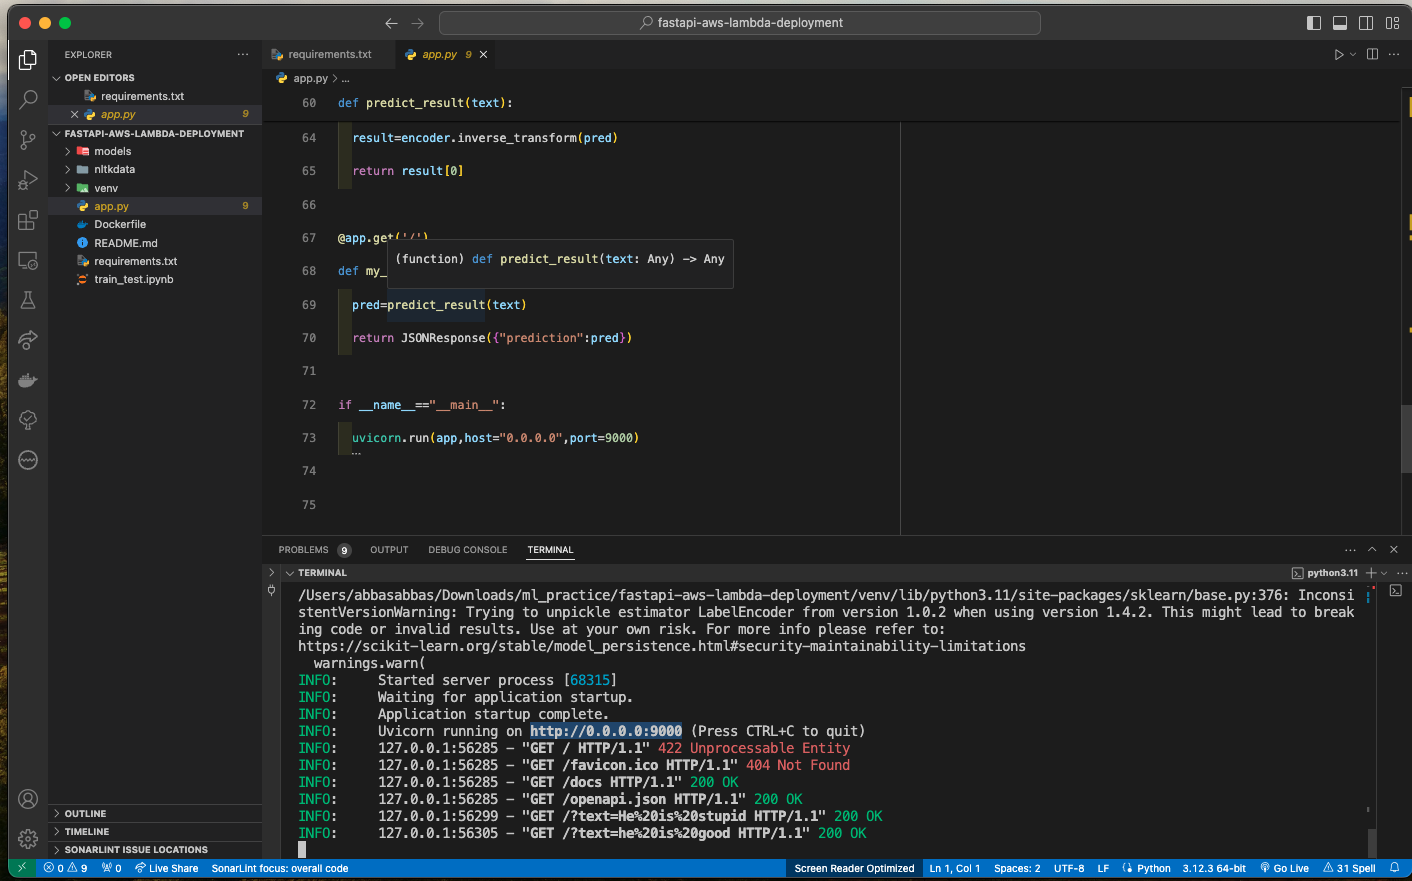 fastapi-aws-lambda-deployment
EXPLORER
OPEN EDITORS
requirements.txt
app.py 9
FASTAPI-AWS-LAMBDA-DEPLOYMENT
models
nltkdata
venv
app.py 9
Dockerfile
README.md
requirements.txt
train_test.ipynb
OUTLINE
TIMELINE
SONARLINT ISSUE LOCATIONS
requirements.txt
app.py 9
app.py > ...
60 def predict_result(text):
64 result=encoder.inverse_transform(pred)
65 return result[0]
66
67 @app.get('/')
(function) def predict_result(text: Any) -> Any
68 def my_
69 pred=predict_result(text)
70 return JSONResponse({"prediction":pred})
71
72 if __name__=="__main__":
73 uvicorn.run(app,host="0.0.0.0",port=9000)
74
75
PROBLEMS 9 OUTPUT DEBUG CONSOLE TERMINAL
TERMINAL
python3.11
/Users/abbasabbas/Downloads/ml_practice/fastapi-aws-lambda-deployment/venv/lib/python3.11/site-packages/sklearn/base.py:376: Inconsi
stentVersionWarning: Trying to unpickle estimator LabelEncoder from version 1.0.2 when using version 1.4.2. This might lead to break
ing code or invalid results. Use at your own risk. For more info please refer to:
https://scikit-learn.org/stable/model_persistence.html#security-maintainability-limitations
warnings.warn(
INFO: Started server process [68315]
INFO: Waiting for application startup.
INFO: Application startup complete.
INFO: Uvicorn running on http://0.0.0.0:9000 (Press CTRL+C to quit)
INFO: 127.0.0.1:56285 - "GET / HTTP/1.1" 422 Unprocessable Entity
INFO: 127.0.0.1:56285 - "GET /favicon.ico HTTP/1.1" 404 Not Found
INFO: 127.0.0.1:56285 - "GET /docs HTTP/1.1" 200 OK
INFO: 127.0.0.1:56285 - "GET /openapi.json HTTP/1.1" 200 OK
INFO: 127.0.0.1:56299 - "GET /?text=He%20is%20stupid HTTP/1.1" 200 OK
INFO: 127.0.0.1:56305 - "GET /?text=he%20is%20good HTTP/1.1" 200 OK
0 9 0 Live Share SonarLint focus: overall code Screen Reader Optimized Ln 1, Col 1 Spaces: 2 UTF-8 LF Python 3.12.3 64-bit Go Live 31 Spell